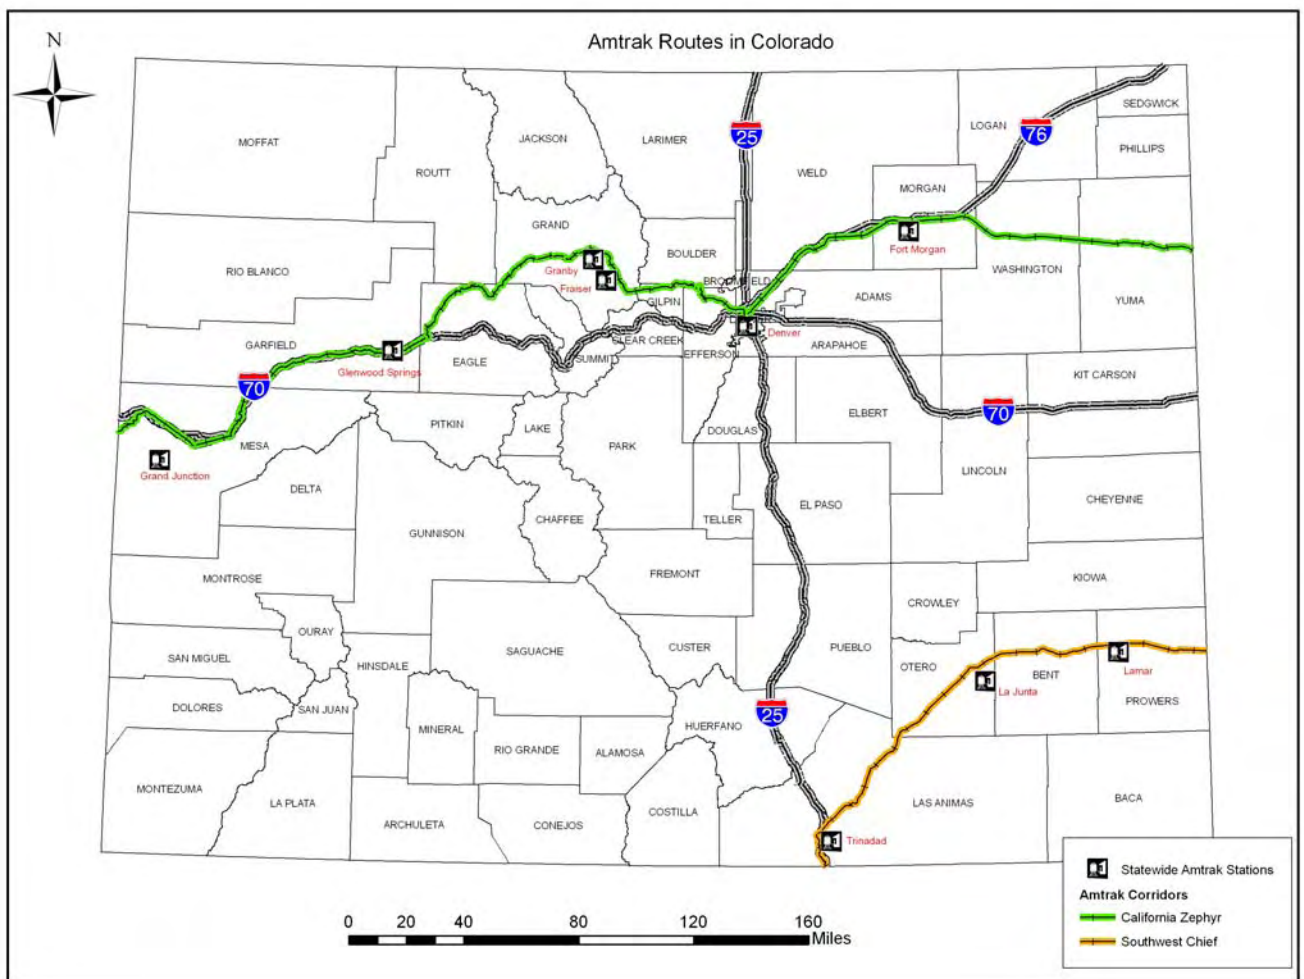 Amtrak Routes in Colorado
N
SEDGWICK
LOGAN
76
25
MOFFAT
JACKSON
LARIMER
PHILLIPS
ROUTT
WELD
MORGAN
GRAND
Fort Morgan
BOULDER
Granby
RIO BLANCO
WASHINGTON
Fraiser
BROOMFIELD
GILPIN
ADAMS
YUMA
Denver
GARFIELD
CLEAR CREEK
ARAPAHOE
EFFERSON
SUMMIT
EAGLE
Glenwood Springs
KIT CARSON
70
70
ELBERT
PITKIN
LAKE
DOUGLAS
MESA
PARK
LINCOLN
Grand Junction
DELTA
CHEYENNE
EL PASO
CHAFFEE
TELLER
GUNNISON
FREMONT
MONTROSE
KIOWA
CROWLEY
OURAY
PUEBLO
CUSTER
SAGUACHE
SAN MIGUEL
HINSDALE
OTERO
Lamar
BENT
La Junta
PROWERS
DOLORES
SAN JUAN
25
HUERFANO
MINERAL
RIO GRANDE
ALAMOSA
MONTEZUMA
BACA
LA PLATA
LAS ANIMAS
COSTILLA
ARCHULETA
CONEJOS
Trinadad
Statewide Amtrak Stations
Amtrak Corridors
California Zephyr
Southwest Chief
0 20 40 80 120 160
Miles